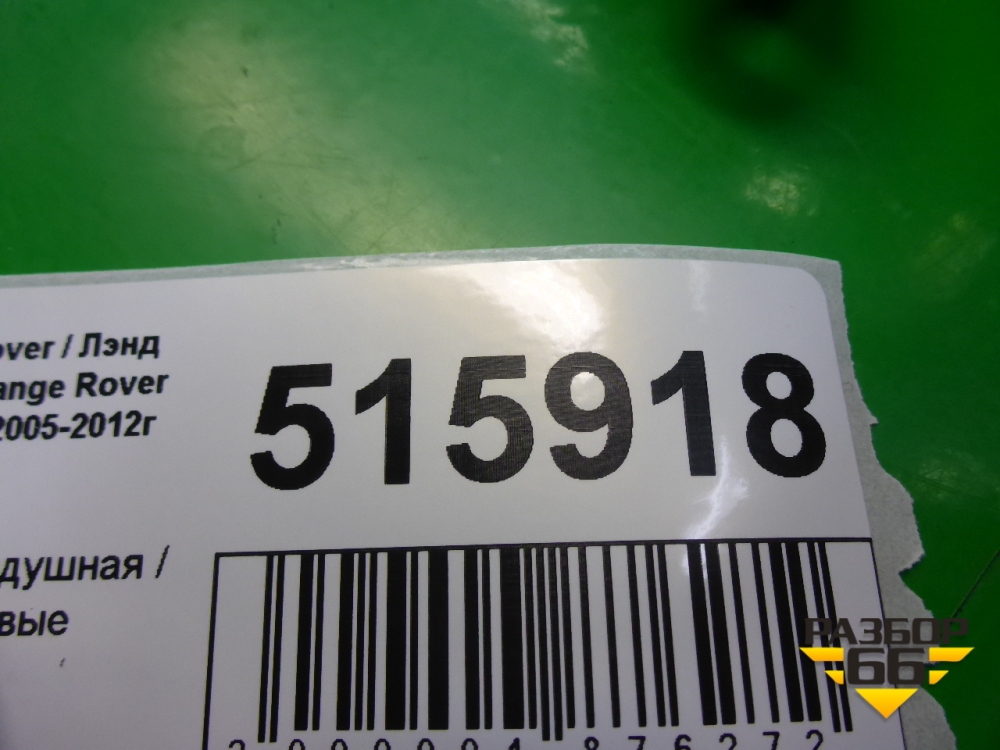 over / Лэнд
ange Rover
2005-2012г
515918
душная /
вые
РАЗБОР
66